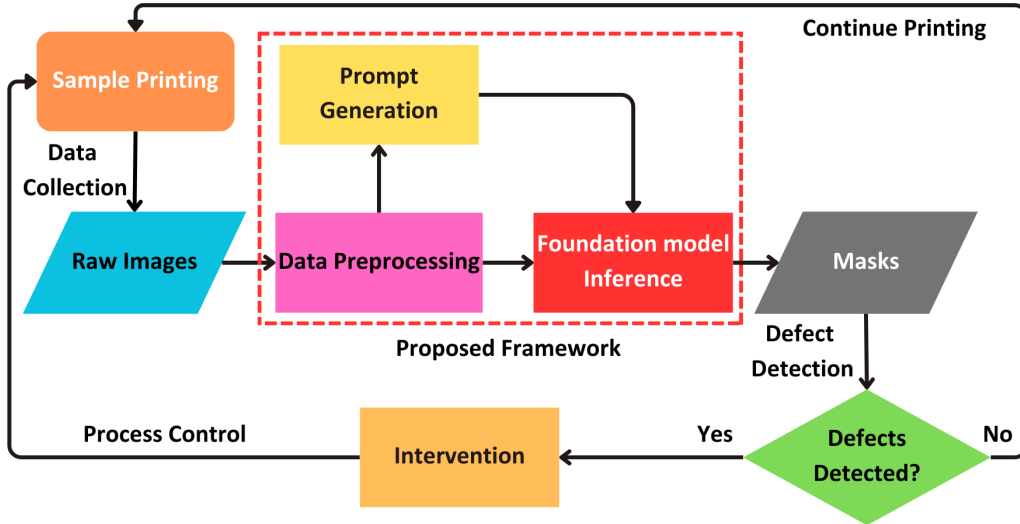 Continue Printing
Sample Printing
Prompt
Generation
Data
Collection
Raw Images
Data Preprocessing
Foundation model
Inference
Masks
Proposed Framework
Defect
Detection
Process Control
Intervention
Yes
Defects
Detected?
No